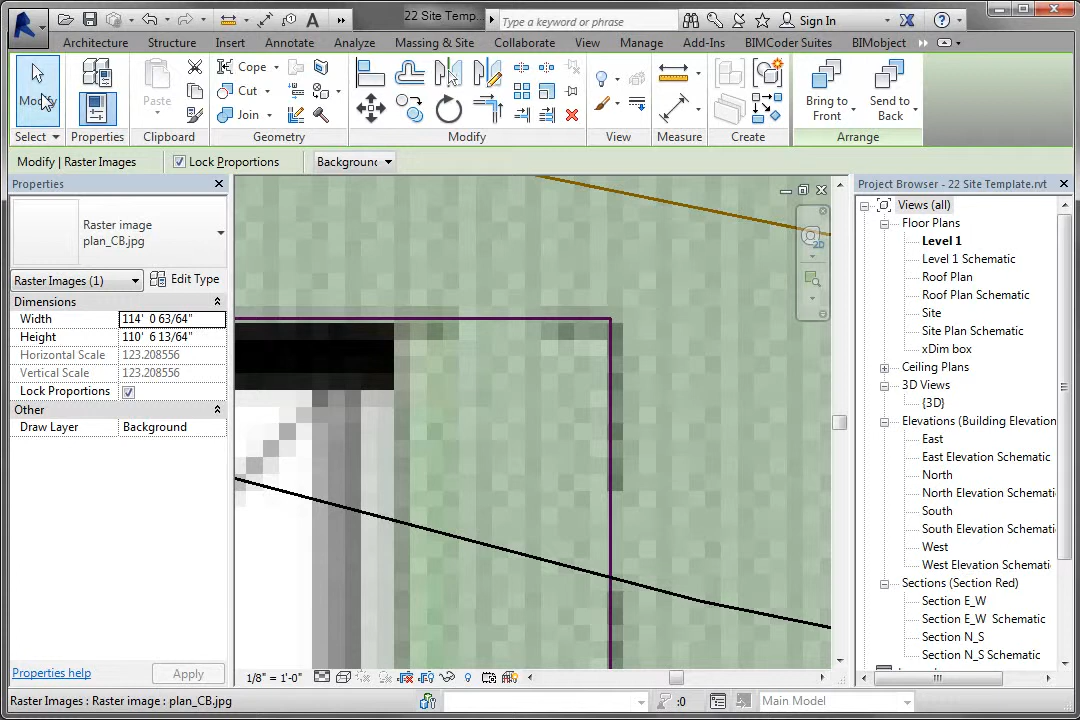 22 Site Temp...
Type a keyword or phrase
Sign In
Architecture Structure Insert Annotate Analyze Massing & Site Collaborate View Manage Add-Ins BIMCoder Suites BIMobject
Modify
Paste
Cope
Cut
Join
Bring to Front
Send to Back
Select Properties Clipboard Geometry Modify View Measure Create Arrange
Modify | Raster Images
Lock Proportions
Background
Properties
Raster image
plan_CB.jpg
Raster Images (1)
Edit Type
Dimensions
Width 114' 0 63/64"
Height 110' 6 13/64"
Horizontal Scale 123.208556
Vertical Scale 123.208556
Lock Proportions
Other
Draw Layer Background
Properties help
Apply
2D
1/8" = 1'-0"
Project Browser - 22 Site Template.rvt
Views (all)
Floor Plans
Level 1
Level 1 Schematic
Roof Plan
Roof Plan Schematic
Site
Site Plan Schematic
xDim box
Ceiling Plans
3D Views
{3D}
Elevations (Building Elevation
East
East Elevation Schematic
North
North Elevation Schemati
South
South Elevation Schemati
West
West Elevation Schemati
Sections (Section Red)
Section E_W
Section E_W Schematic
Section N_S
Section N_S Schematic
Raster Images : Raster image : plan_CB.jpg
:0
Main Model